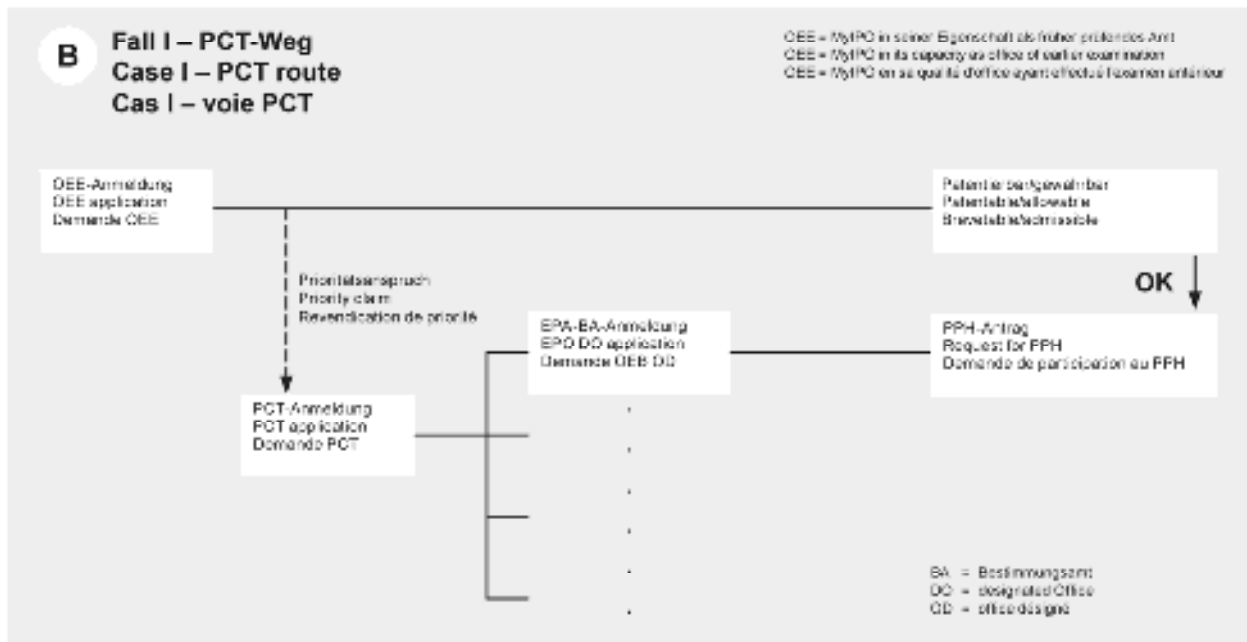 B
Fall I – PCT-Weg
Case I – PCT route
Cas I – voie PCT
OEE = MyIPO in seiner Eigenschaft als früher prüfendes Amt
OEE = MyIPO in its capacity as office of earlier examination
OEE = MyIPO en sa qualité d'office ayant effectué l'examen antérieur
OEE-Anmeldung
OEE application
Demande OEE
Patentierbar/gewährbar
Patentable/allowable
Brevetable/admissible
Prioritätsanspruch
Priority claim
Revendication de priorité
OK
EPA-BA-Anmeldung
EPO DO application
Demande OEB OD
PPH-Antrag
Request for PPH
Demande de participation au PPH
PCT-Anmeldung
PCT application
Demande PCT
BA = Bestimmungsamt
DO = designated Office
OD = office désigné